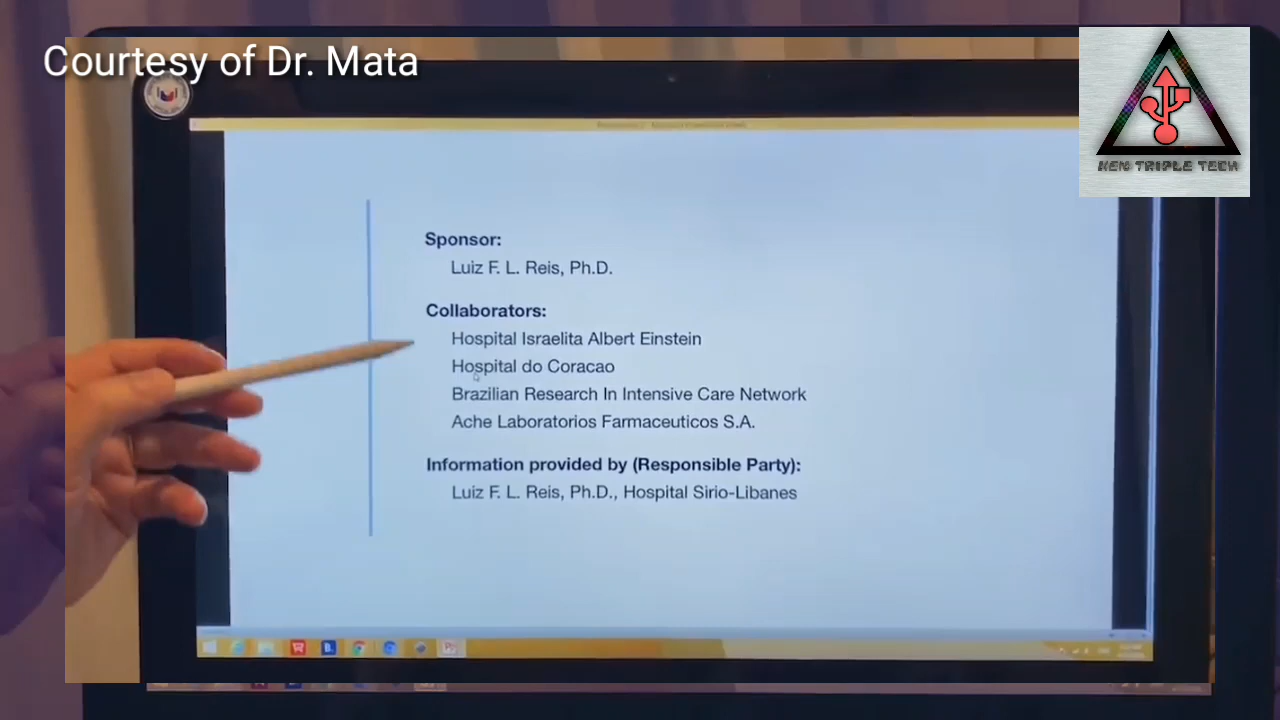 Courtesy of Dr. Mata
KEN TRIPLE TECH
Sponsor:
Luiz F. L. Reis, Ph.D.
Collaborators:
Hospital Israelita Albert Einstein
Hospital do Coracao
Brazilian Research In Intensive Care Network
Ache Laboratorios Farmaceuticos S.A.
Information provided by (Responsible Party):
Luiz F. L. Reis, Ph.D., Hospital Sirio-Libanes